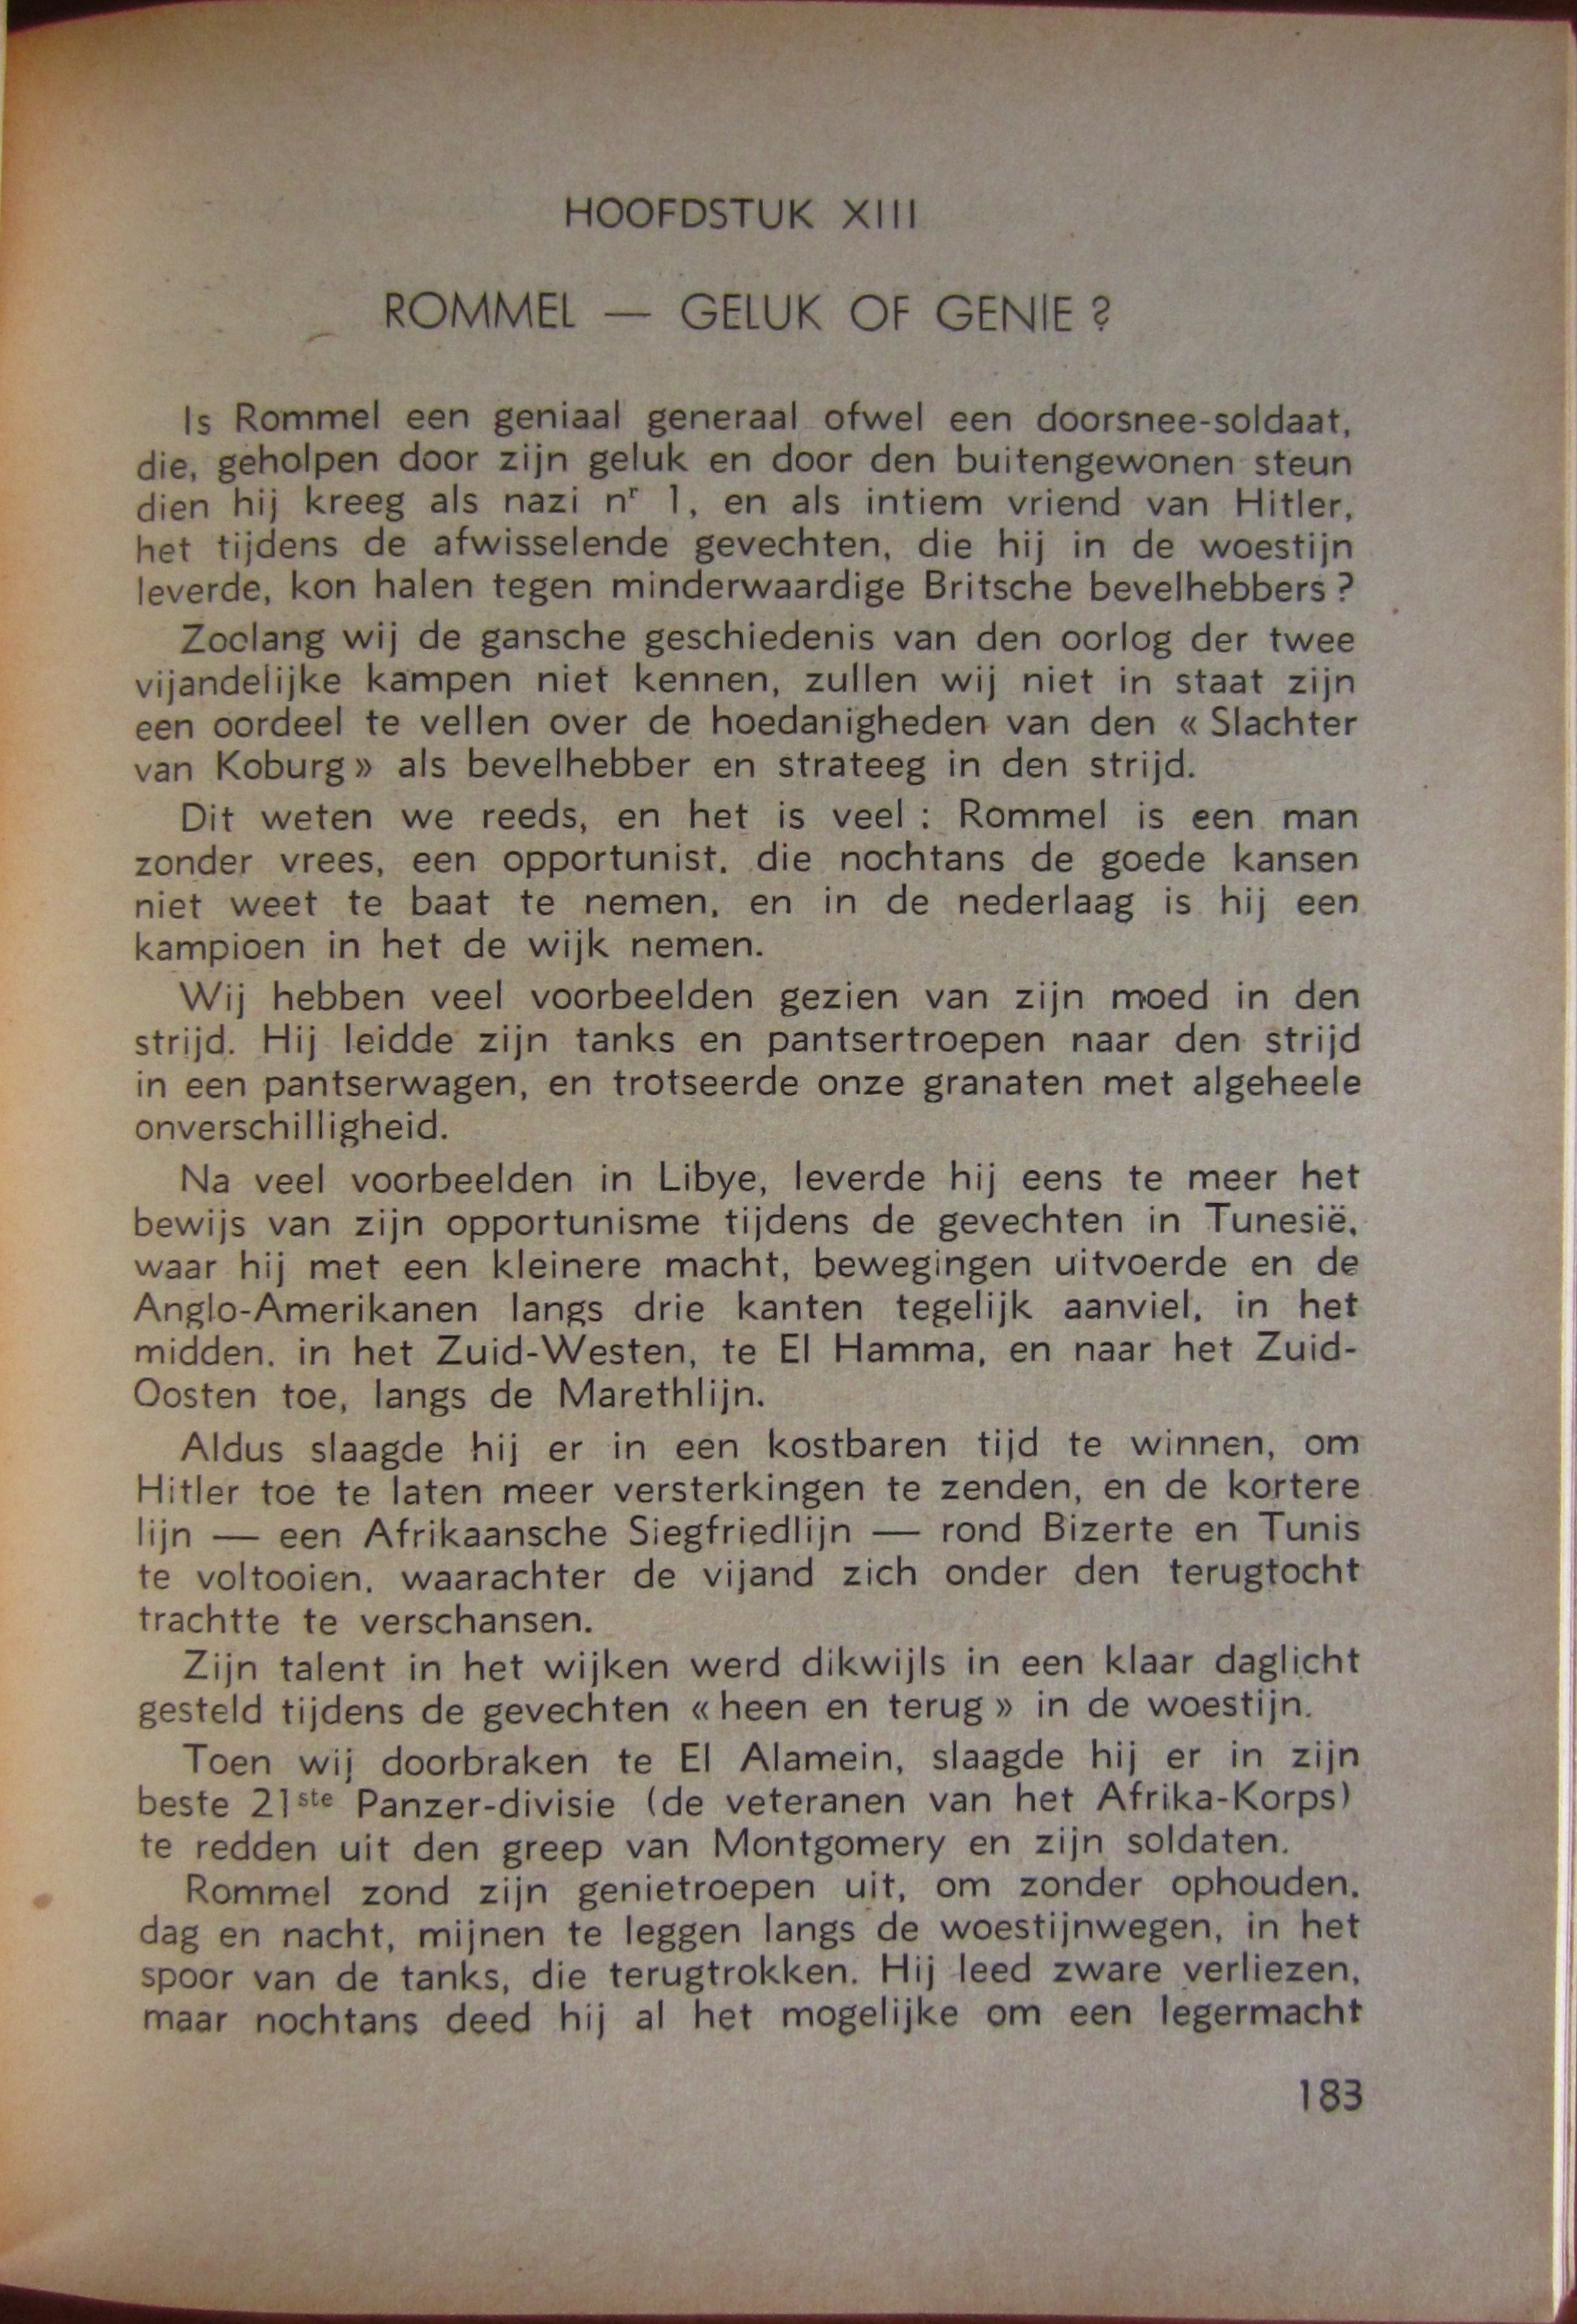 HOOFDSTUK XIII
ROMMEL — GELUK OF GENIE ?
Is Rommel een geniaal generaal ofwel een doorsnee-soldaat,
die, geholpen door zijn geluk en door den buitengewonen steun
dien hij kreeg als nazi nʳ 1, en als intiem vriend van Hitler,
het tijdens de afwisselende gevechten, die hij in de woestijn
leverde, kon halen tegen minderwaardige Britsche bevelhebbers ?
Zoolang wij de gansche geschiedenis van den oorlog der twee
vijandelijke kampen niet kennen, zullen wij niet in staat zijn
een oordeel te vellen over de hoedanigheden van den « Slachter
van Koburg » als bevelhebber en strateeg in den strijd.
Dit weten we reeds, en het is veel : Rommel is een man
zonder vrees, een opportunist. die nochtans de goede kansen
niet weet te baat te nemen, en in de nederlaag is hij een
kampioen in het de wijk nemen.
Wij hebben veel voorbeelden gezien van zijn moed in den
strijd. Hij leidde zijn tanks en pantsertroepen naar den strijd
in een pantserwagen, en trotseerde onze granaten met algeheele
onverschilligheid.
Na veel voorbeelden in Libye, leverde hij eens te meer het
bewijs van zijn opportunisme tijdens de gevechten in Tunesië,
waar hij met een kleinere macht, bewegingen uitvoerde en de
Anglo-Amerikanen langs drie kanten tegelijk aanviel, in het
midden. in het Zuid-Westen, te El Hamma, en naar het Zuid-
Oosten toe, langs de Marethlijn.
Aldus slaagde hij er in een kostbaren tijd te winnen, om
Hitler toe te laten meer versterkingen te zenden, en de kortere
lijn — een Afrikaansche Siegfriedlijn — rond Bizerte en Tunis
te voltooien. waarachter de vijand zich onder den terugtocht
trachtte te verschansen.
Zijn talent in het wijken werd dikwijls in een klaar daglicht
gesteld tijdens de gevechten « heen en terug » in de woestijn.
Toen wij doorbraken te El Alamein, slaagde hij er in zijn
beste 21ste Panzer-divisie (de veteranen van het Afrika-Korps)
te redden uit den greep van Montgomery en zijn soldaten.
Rommel zond zijn genietroepen uit, om zonder ophouden,
dag en nacht, mijnen te leggen langs de woestijnwegen, in het
spoor van de tanks, die terugtrokken. Hij leed zware verliezen,
maar nochtans deed hij al het mogelijke om een legermacht
183